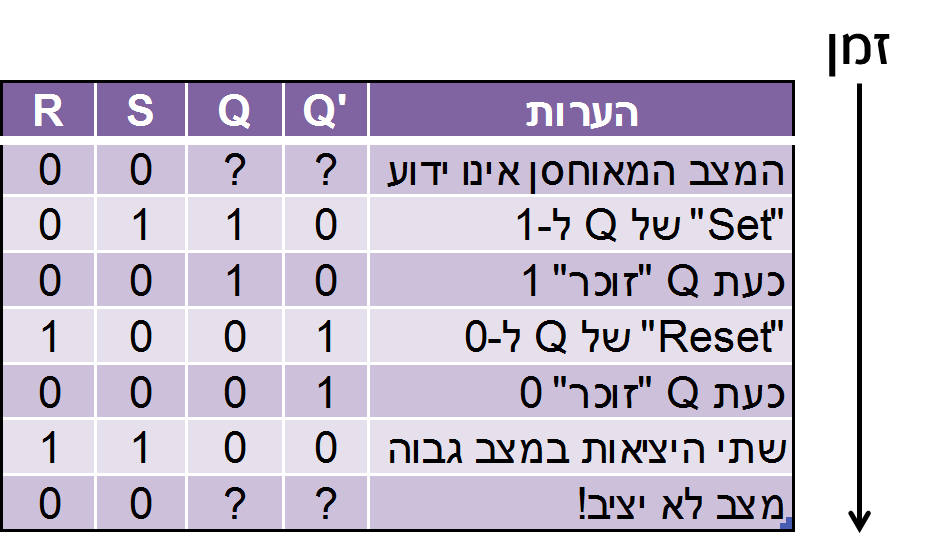 זמן
R S Q Q' הערות
0 0 ? ? המצב המאוחסן אינו ידוע
0 1 1 0 "Set" של Q ל-1
0 0 1 0 כעת Q "זוכר" 1
1 0 0 1 "Reset" של Q ל-0
0 0 0 1 כעת Q "זוכר" 0
1 1 0 0 שתי היציאות במצב גבוה
0 0 ? ? מצב לא יציב!